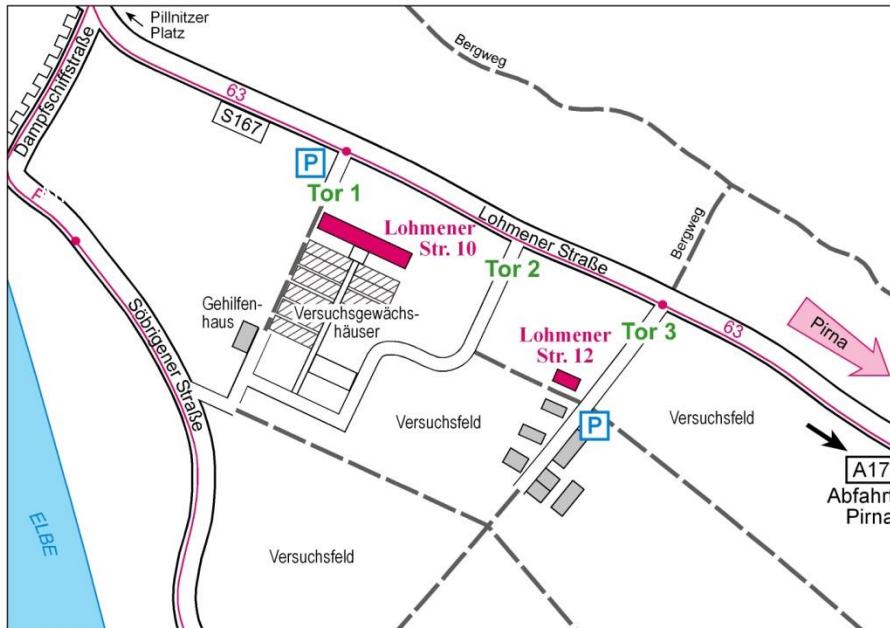 Pillnitzer
Platz
Bergweg
Dampfschiffstraße
63
S167
P
Tor 1
Lohmener Straße
Bergweg
Lohmener
Str. 10
Tor 2
Gehilfen-
haus
Versuchsgewächs-
häuser
Söbrigener Straße
Lohmener
Str. 12
Tor 3
63
Pirna
Versuchsfeld
P
Versuchsfeld
A17
Abfahrt
Pirna
ELBE
Versuchsfeld